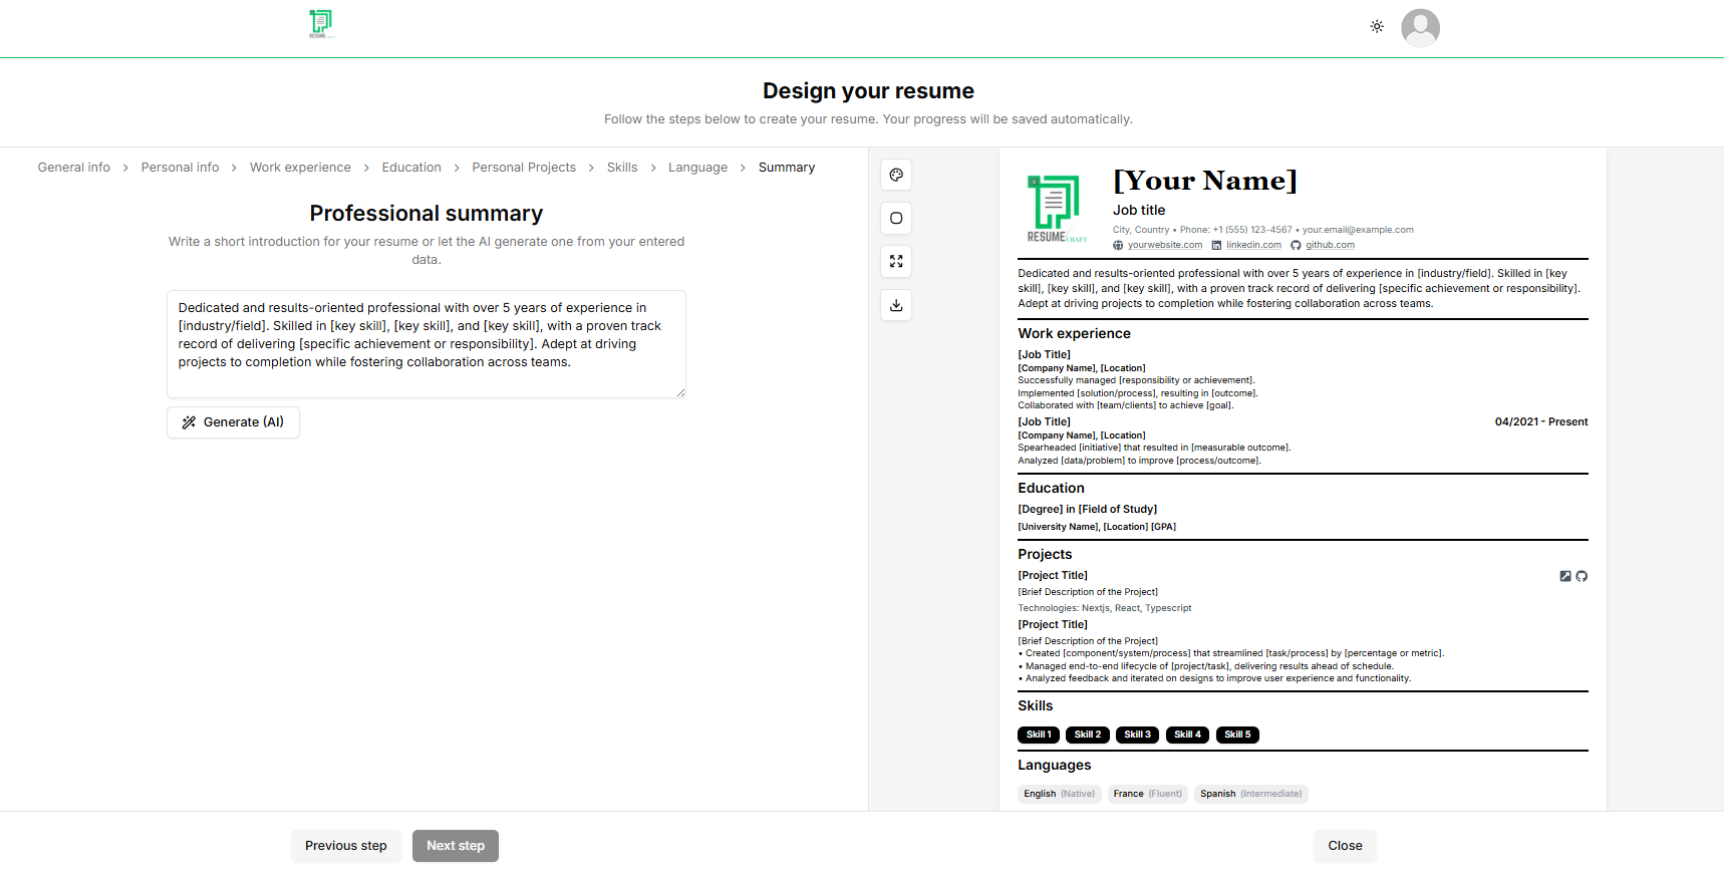 RESUME
Design your resume
Follow the steps below to create your resume. Your progress will be saved automatically.
General info > Personal info > Work experience > Education > Personal Projects > Skills > Language > Summary
Professional summary
Write a short introduction for your resume or let the AI generate one from your entered
data.
Dedicated and results-oriented professional with over 5 years of experience in
[industry/field]. Skilled in [key skill], [key skill], and [key skill], with a proven track
record of delivering [specific achievement or responsibility]. Adept at driving
projects to completion while fostering collaboration across teams.
Generate (AI)
RESUME CRAFT
[Your Name]
Job title
City, Country • Phone: +1 (555) 123-4567 • your.email@example.com
yourwebsite.com linkedin.com github.com
Dedicated and results-oriented professional with over 5 years of experience in [industry/field]. Skilled in [key
skill], [key skill], and [key skill], with a proven track record of delivering [specific achievement or responsibility].
Adept at driving projects to completion while fostering collaboration across teams.
Work experience
[Job Title]
[Company Name], [Location]
Successfully managed [responsibility or achievement].
Implemented [solution/process], resulting in [outcome].
Collaborated with [team/clients] to achieve [goal].
[Job Title] 04/2021 - Present
[Company Name], [Location]
Spearheaded [initiative] that resulted in [measurable outcome].
Analyzed [data/problem] to improve [process/outcome].
Education
[Degree] in [Field of Study]
[University Name], [Location] [GPA]
Projects
[Project Title]
[Brief Description of the Project]
Technologies: Nextjs, React, Typescript
[Project Title]
[Brief Description of the Project]
• Created [component/system/process] that streamlined [task/process] by [percentage or metric].
• Managed end-to-end lifecycle of [project/task], delivering results ahead of schedule.
• Analyzed feedback and iterated on designs to improve user experience and functionality.
Skills
Skill 1 Skill 2 Skill 3 Skill 4 Skill 5
Languages
English (Native) France (Fluent) Spanish (Intermediate)
Previous step Next step Close